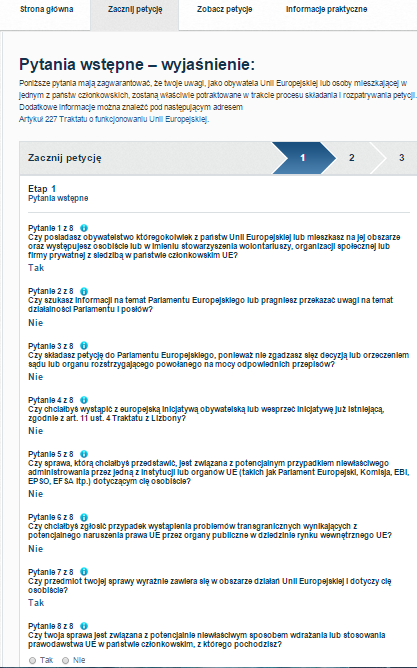 Strona główna Zacznij petycję Zobacz petycje Informacje praktyczne
Pytania wstępne – wyjaśnienie:
Poniższe pytania mają zagwarantować, że twoje uwagi, jako obywatela Unii Europejskiej lub osoby mieszkającej w
jednym z państw członkowskich, zostaną właściwie potraktowane w trakcie procesu składania i rozpatrywania petycji.
Dodatkowe informacje można znaleźć pod następującym adresem
Artykuł 227 Traktatu o funkcjonowaniu Unii Europejskiej.
Zacznij petycję 1 2 3
Etap 1
Pytania wstępne
Pytanie 1 z 8 i
Czy posiadasz obywatelstwo któregokolwiek z państw Unii Europejskiej lub mieszkasz na jej obszarze
oraz występujesz osobiście lub w imieniu stowarzyszenia wolontariuszy, organizacji społecznej lub
firmy prywatnej z siedzibą w państwie członkowskim UE?
Tak
Pytanie 2 z 8 i
Czy szukasz informacji na temat Parlamentu Europejskiego lub pragniesz przekazać uwagi na temat
działalności Parlamentu i posłów?
Nie
Pytanie 3 z 8 i
Czy składasz petycję do Parlamentu Europejskiego, ponieważ nie zgadzasz sięz decyzją lub orzeczeniem
sądu lub organu rozstrzygającego powołanego na mocy odpowiednich przepisów?
Nie
Pytanie 4 z 8 i
Czy chciałbyś wystąpić z europejską inicjatywą obywatelską lub wesprzeć inicjatywę już istniejącą,
zgodnie z art. 11 ust. 4 Traktatu z Lizbony?
Nie
Pytanie 5 z 8 i
Czy sprawa, którą chciałbyś przedstawić, jest związana z potencjalnym przypadkiem niewłaściwego
administrowania przez jedną z instytucji lub organów UE (takich jak Parlament Europejski, Komisja, EBI,
EPSO, EFSA itp.) dotyczącym cię osobiście?
Nie
Pytanie 6 z 8 i
Czy chciałbyś zgłosić przypadek wystąpienia problemów transgranicznych wynikających z
potencjalnego naruszenia prawa UE przez organy publiczne w dziedzinie rynku wewnętrznego UE?
Nie
Pytanie 7 z 8 i
Czy przedmiot twojej sprawy wyraźnie zawiera się w obszarze działań Unii Europejskiej i dotyczy cię
osobiście?
Tak
Pytanie 8 z 8 i
Czy twoja sprawa jest związana z potencjalnie niewłaściwym sposobem wdrażania lub stosowania
prawodawstwa UE w państwie członkowskim, z którego pochodzisz?
Tak Nie